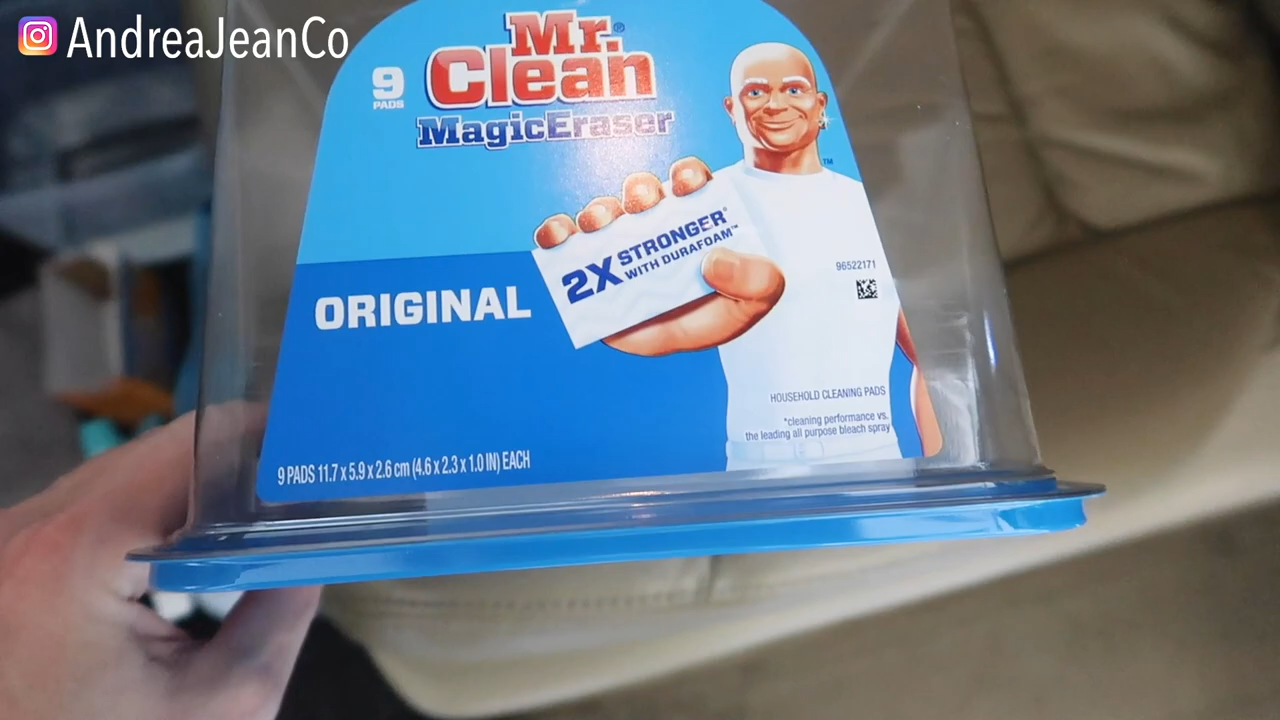 AndreaJeanCo
9
PADS
Mr.
Clean
MagicEraser
2X STRONGER®
WITH DURAFOAM™
TM
ORIGINAL
96522171
HOUSEHOLD CLEANING PADS
*cleaning performance vs.
the leading all purpose bleach spray
9 PADS 11.7 x 5.9 x 2.6 cm (4.6 x 2.3 x 1.0 IN) EACH